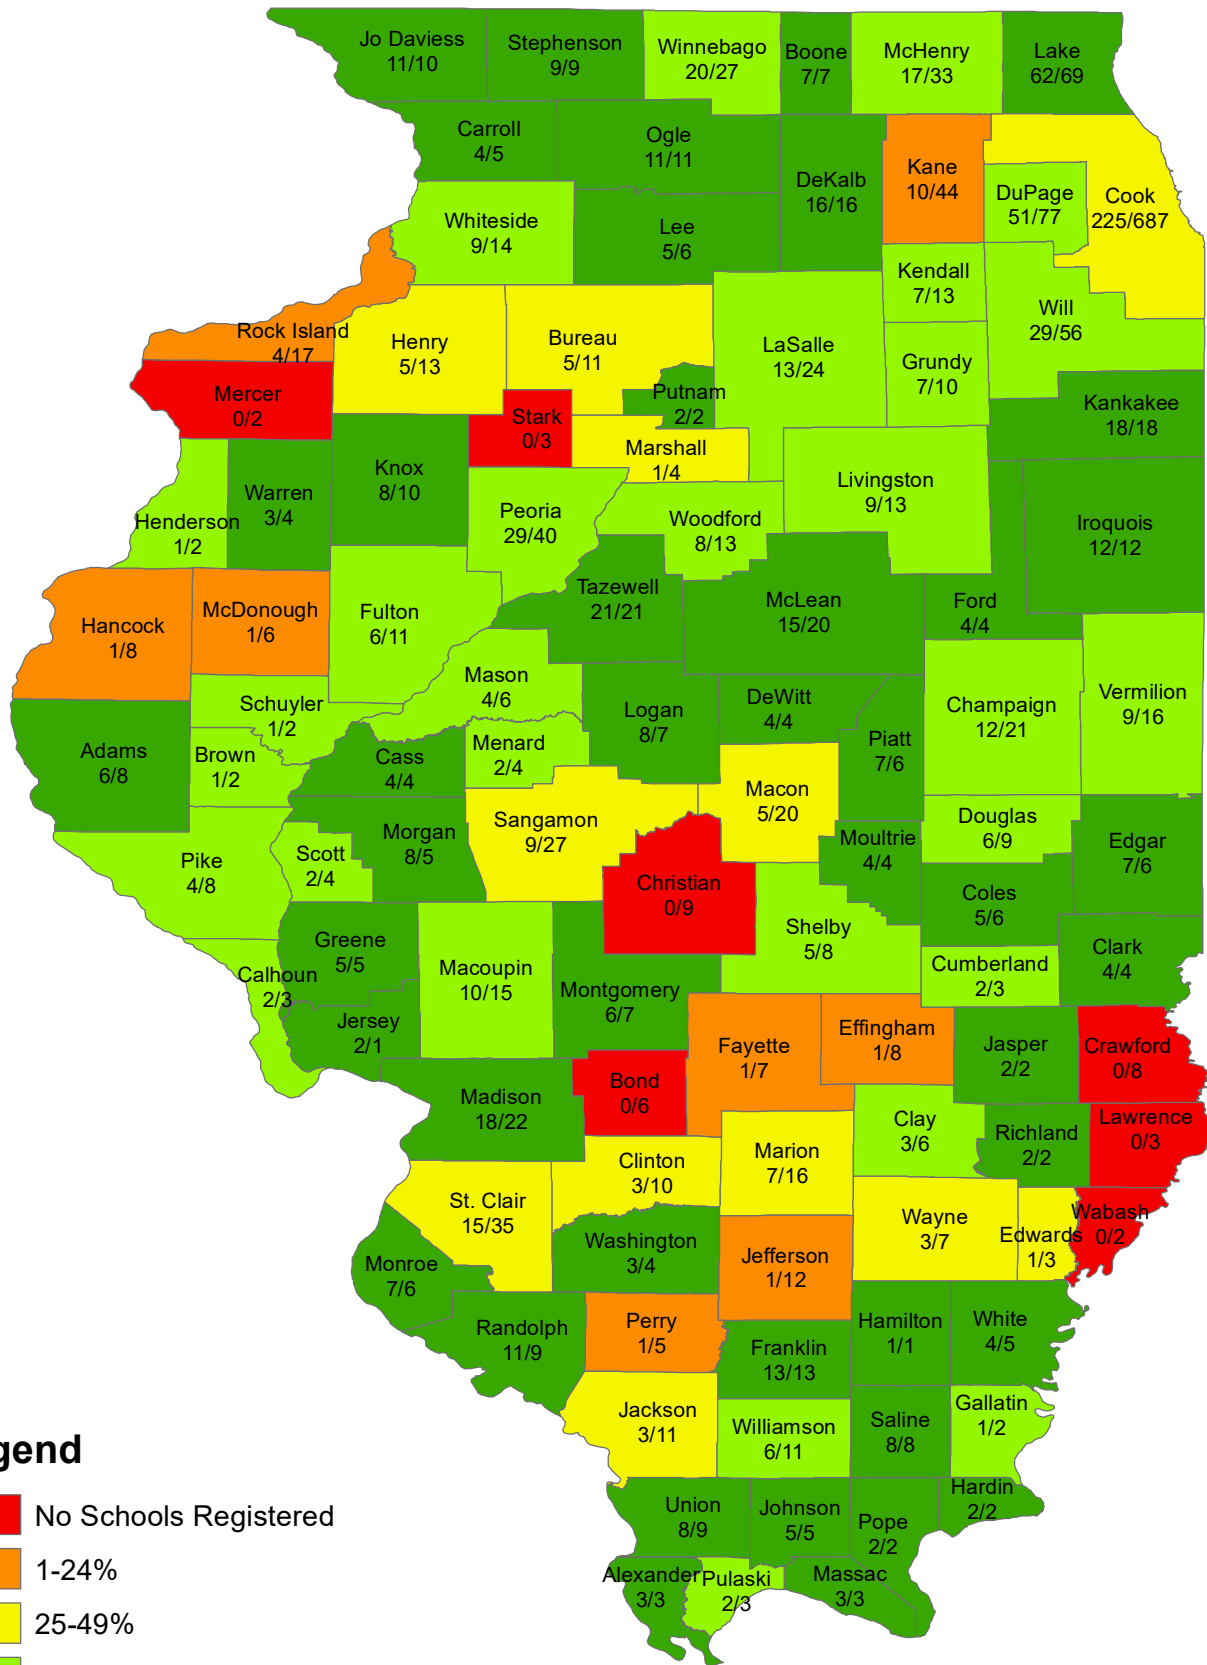 Jo Daviess
11/10
Stephenson
9/9
Winnebago
20/27
Boone
7/7
McHenry
17/33
Lake
62/69
Carroll
4/5
Ogle
11/11
DeKalb
16/16
Kane
10/44
DuPage
51/77
Cook
225/687
Whiteside
9/14
Lee
5/6
Kendall
7/13
Will
29/56
Rock Island
4/17
Henry
5/13
Bureau
5/11
LaSalle
13/24
Grundy
7/10
Mercer
0/2
Stark
0/3
Putnam
2/2
Kankakee
18/18
Marshall
1/4
Knox
8/10
Warren
3/4
Henderson
1/2
Peoria
29/40
Woodford
8/13
Livingston
9/13
Iroquois
12/12
Hancock
1/8
McDonough
1/6
Fulton
6/11
Tazewell
21/21
McLean
15/20
Ford
4/4
Mason
4/6
Schuyler
1/2
Logan
8/7
DeWitt
4/4
Champaign
12/21
Vermilion
9/16
Adams
6/8
Brown
1/2
Cass
4/4
Menard
2/4
Piatt
7/6
Macon
5/20
Sangamon
9/27
Morgan
8/5
Douglas
6/9
Pike
4/8
Scott
2/4
Moultrie
4/4
Edgar
7/6
Christian
0/9
Coles
5/6
Shelby
5/8
Greene
5/5
Calhoun
2/3
Macoupin
10/15
Montgomery
6/7
Cumberland
2/3
Clark
4/4
Jersey
2/1
Fayette
1/7
Effingham
1/8
Jasper
2/2
Crawford
0/8
Madison
18/22
Bond
0/6
Clay
3/6
Richland
2/2
Lawrence
0/3
Clinton
3/10
Marion
7/16
St. Clair
15/35
Wayne
3/7
Edwards
1/3
Wabash
0/2
Washington
3/4
Jefferson
1/12
Monroe
7/6
Randolph
11/9
Perry
1/5
Franklin
13/13
Hamilton
1/1
White
4/5
Jackson
3/11
Williamson
6/11
Saline
8/8
Gallatin
1/2
Union
8/9
Johnson
5/5
Pope
2/2
Hardin
2/2
Alexander
3/3
Pulaski
2/3
Massac
3/3
gend
No Schools Registered
1-24%
25-49%